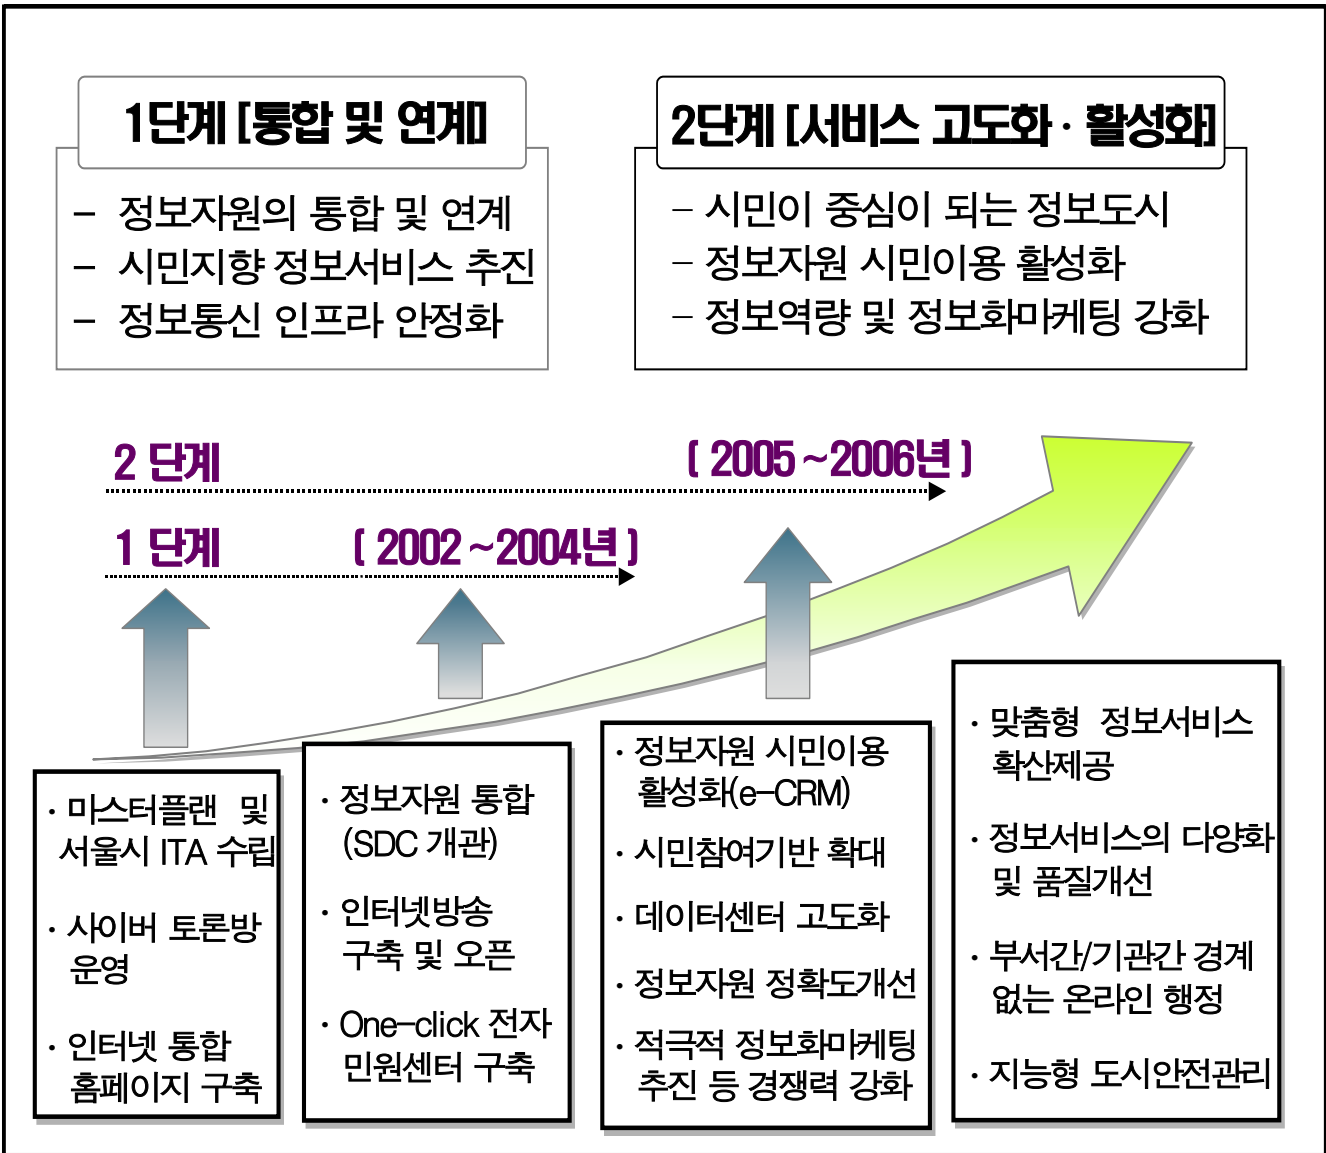 1단계 [통합 및 연계]
– 정보자원의 통합 및 연계
– 시민지향 정보서비스 추진
– 정보통신 인프라 안정화
2단계 [서비스 고도화 · 활성화]
– 시민이 중심이 되는 정보도시
– 정보자원 시민이용 활성화
– 정보역량 및 정보화마케팅 강화
2 단계 ( 2005 ~2006년 )
1 단계 ( 2002 ~2004년 )
· 마스터플랜 및
서울시 ITA 수립
· 사이버 토론방
운영
· 인터넷 통합
홈페이지 구축
· 정보자원 통합
(SDC 개관)
· 인터넷방송
구축 및 오픈
· One-click 전자
민원센터 구축
· 정보자원 시민이용
활성화(e-CRM)
· 시민참여기반 확대
· 데이터센터 고도화
· 정보자원 정확도개선
· 적극적 정보화마케팅
추진 등 경쟁력 강화
· 맞춤형 정보서비스
확산제공
· 정보서비스의 다양화
및 품질개선
· 부서간/기관간 경계
없는 온라인 행정
· 지능형 도시안전관리